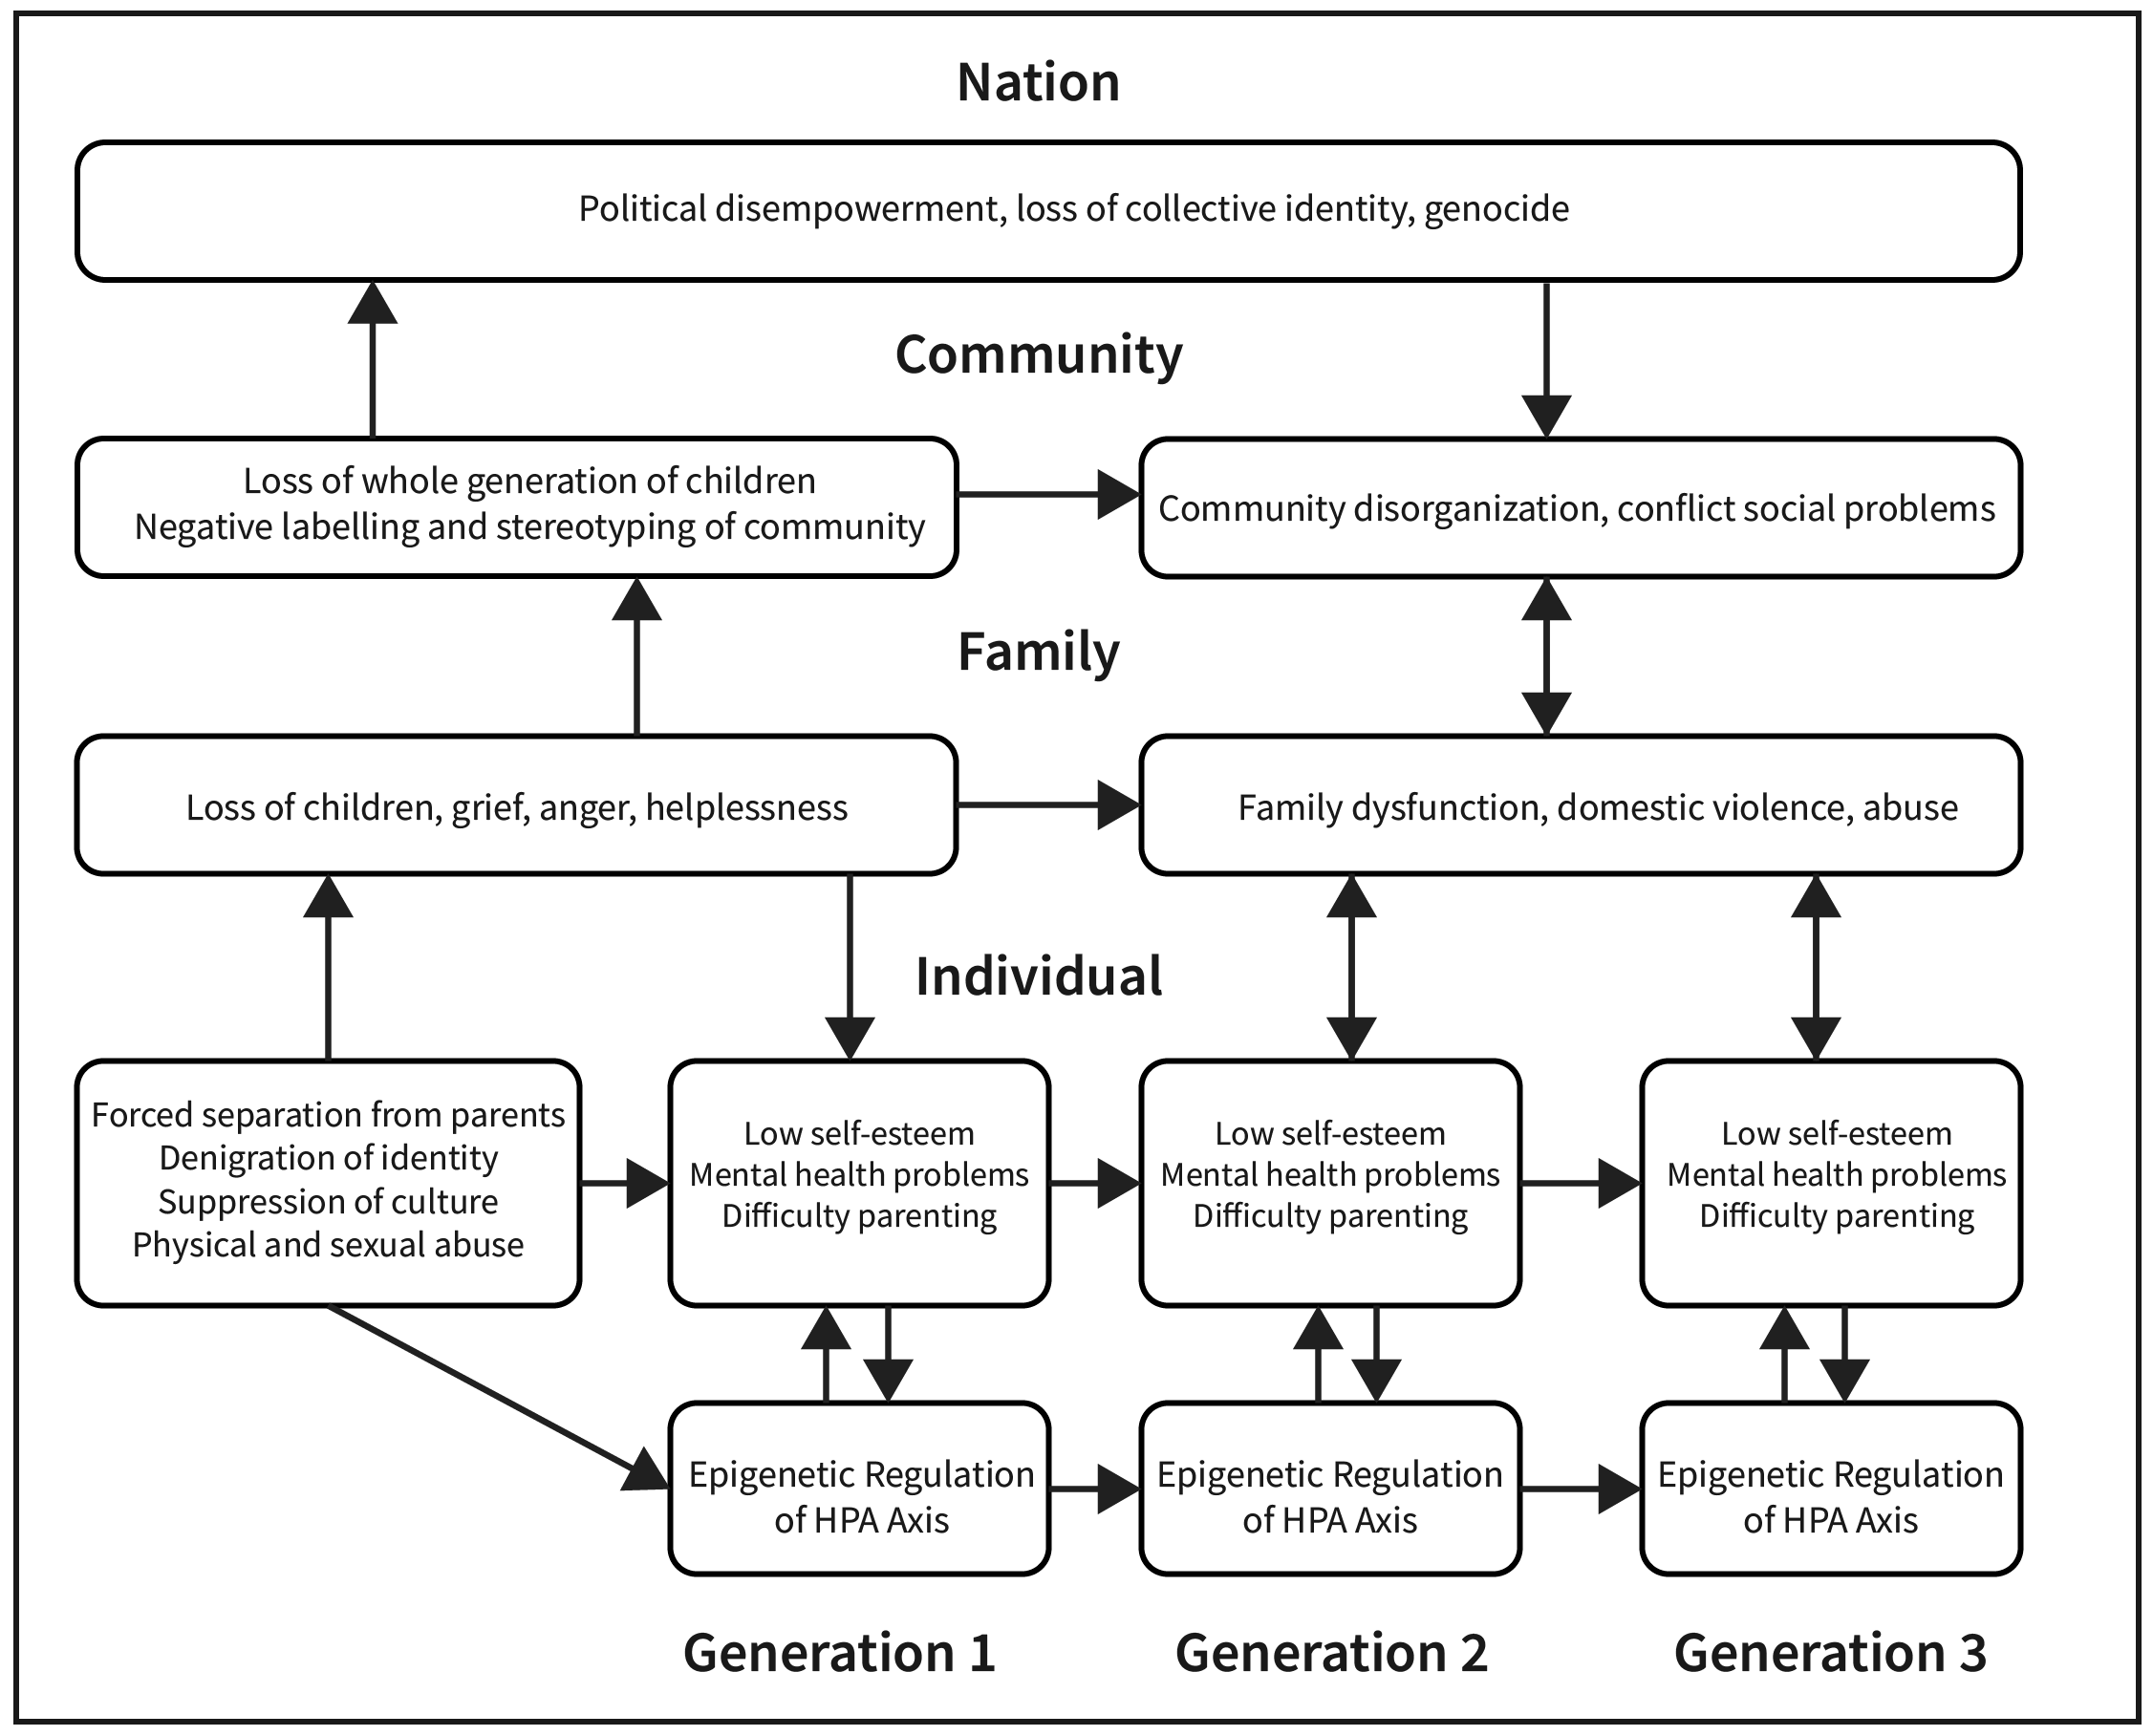 Nation
Political disempowerment, loss of collective identity, genocide
Community
Loss of whole generation of children
Negative labelling and stereotyping of community
Community disorganization, conflict social problems
Family
Loss of children, grief, anger, helplessness
Family dysfunction, domestic violence, abuse
Individual
Forced separation from parents
Denigration of identity
Suppression of culture
Physical and sexual abuse
Low self-esteem
Mental health problems
Difficulty parenting
Low self-esteem
Mental health problems
Difficulty parenting
Low self-esteem
Mental health problems
Difficulty parenting
Epigenetic Regulation
of HPA Axis
Epigenetic Regulation
of HPA Axis
Epigenetic Regulation
of HPA Axis
Generation 1
Generation 2
Generation 3